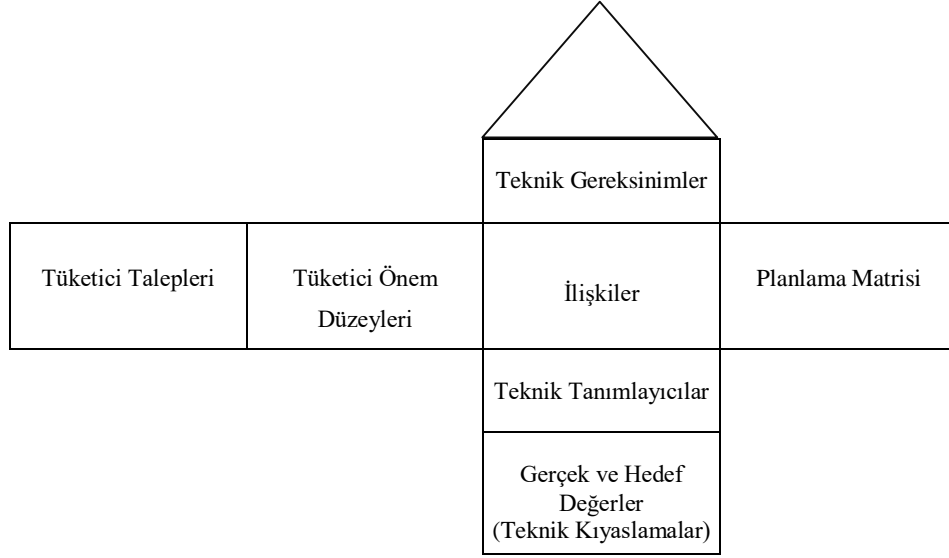 Teknik Gereksinimler
Tüketici Talepleri
Tüketici Önem
Düzeyleri
İlişkiler
Planlama Matrisi
Teknik Tanımlayıcılar
Gerçek ve Hedef
Değerler
(Teknik Kıyaslamalar)